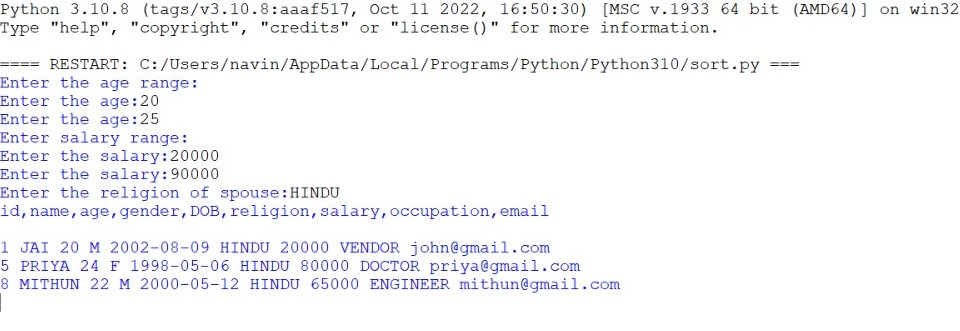 Python 3.10.8 (tags/v3.10.8:aaaf517, Oct 11 2022, 16:50:30) [MSC v.1933 64 bit (AMD64)] on win32
Type "help", "copyright", "credits" or "license()" for more information.
==== RESTART: C:/Users/navin/AppData/Local/Programs/Python/Python310/sort.py ===
Enter the age range:
Enter the age:20
Enter the age:25
Enter salary range:
Enter the salary:20000
Enter the salary:90000
Enter the religion of spouse:HINDU
id,name,age,gender,DOB,religion,salary,occupation,email
1 JAI 20 M 2002-08-09 HINDU 20000 VENDOR john@gmail.com
5 PRIYA 24 F 1998-05-06 HINDU 80000 DOCTOR priya@gmail.com
8 MITHUN 22 M 2000-05-12 HINDU 65000 ENGINEER mithun@gmail.com